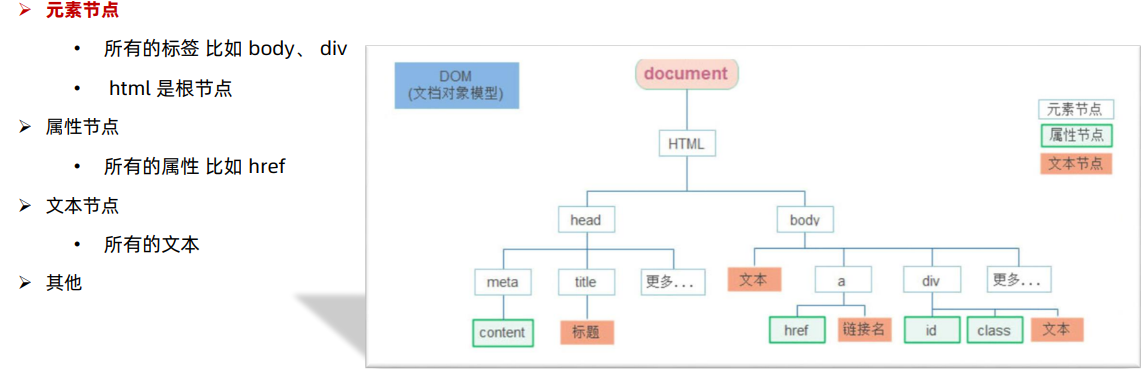 ➢ 元素节点
• 所有的标签 比如 body、 div
• html 是根节点
➢ 属性节点
• 所有的属性 比如 href
➢ 文本节点
• 所有的文本
➢ 其他
DOM
(文档对象模型)
document
元素节点
属性节点
文本节点
HTML
head
body
meta
title
更多...
文本
a
div
更多...
content
标题
href
链接名
id
class
文本